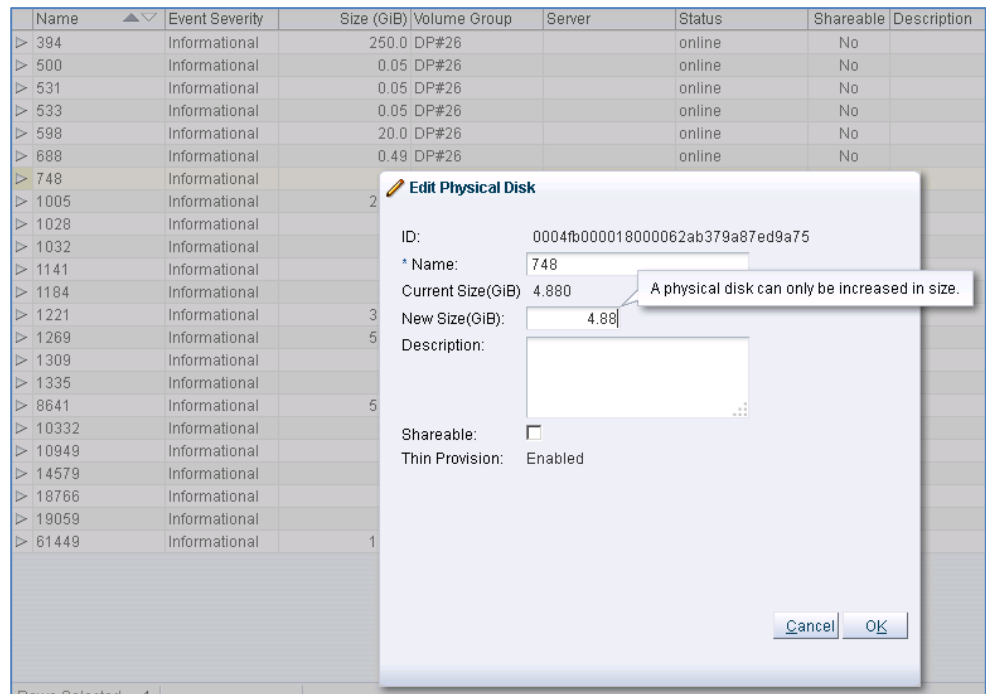 Name Event Severity Size (GiB) Volume Group Server Status Shareable Description
394 Informational 250.0 DP#26 online No
500 Informational 0.05 DP#26 online No
531 Informational 0.05 DP#26 online No
533 Informational 0.05 DP#26 online No
598 Informational 20.0 DP#26 online No
688 Informational 0.49 DP#26 online No
748 Informational
1005 Informational 2
1028 Informational
1032 Informational
1141 Informational
1184 Informational
1221 Informational 3
1269 Informational 5
1309 Informational
1335 Informational
8641 Informational 5
10332 Informational
10949 Informational
14579 Informational
18766 Informational
19059 Informational
61449 Informational 1
Edit Physical Disk
ID: 0004fb000018000062ab379a87ed9a75
* Name: 748
Current Size(GiB) 4.880
A physical disk can only be increased in size.
New Size(GiB): 4.88
Description:
Shareable:
Thin Provision: Enabled
Cancel OK